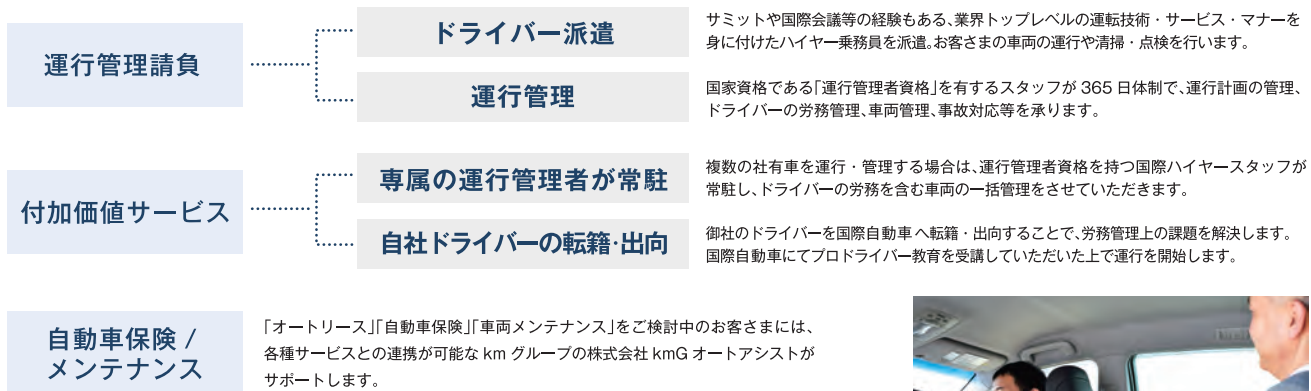 運行管理請負
ドライバー派遣
サミットや国際会議等の経験もある、業界トップレベルの運転技術・サービス・マナーを
身に付けたハイヤー乗務員を派遣。お客さまの車両の運行や清掃・点検を行います。
運行管理
国家資格である「運行管理者資格」を有するスタッフが 365 日体制で、運行計画の管理、
ドライバーの労務管理、車両管理、事故対応等を承ります。
付加価値サービス
専属の運行管理者が常駐
複数の社有車を運行・管理する場合は、運行管理者資格を持つ国際ハイヤースタッフが
常駐し、ドライバーの労務を含む車両の一括管理をさせていただきます。
自社ドライバーの転籍·出向
御社のドライバーを国際自動車へ転籍・出向することで、労務管理上の課題を解決します。
国際自動車にてプロドライバー教育を受講していただいた上で運行を開始します。
自動車保険 /
メンテナンス
「オートリース」「自動車保険」「車両メンテナンス」をご検討中のお客さまには、
各種サービスとの連携が可能な km グループの株式会社 kmG オートアシストが
サポートします。